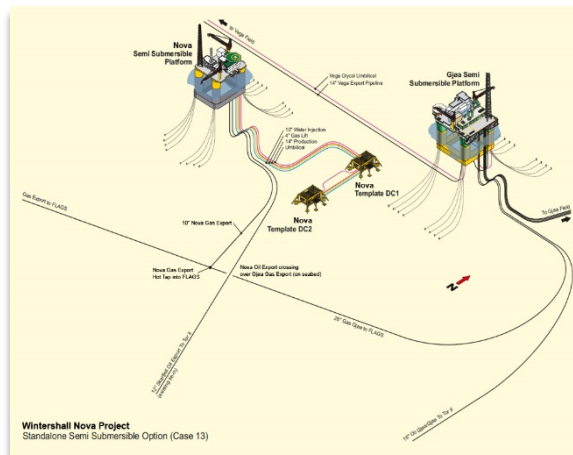 to Vega Field
Nova
Semi Submersible
Platform
Gjøa Semi
Submersible Platform
Vega Glycol Umbilical
14" Vega Export Pipeline
Water Injection
4" Gas Lift
14" Production
Umbilical
Nova
Template DC1
Nova
Template DC2
To Gjøa Field
Gas Export to FLAGS
10" Nova Gas Export
Nova Gas Export
Hot Tap into FLAGS
Nova Oil Export crossing
over Gjøa Gas Export (on seabed)
N
28" Gas Gjøa to FLAGS
Oil Export To Tor II
To Tor II
Wintershall Nova Project
Standalone Semi Submersible Option (Case 13)